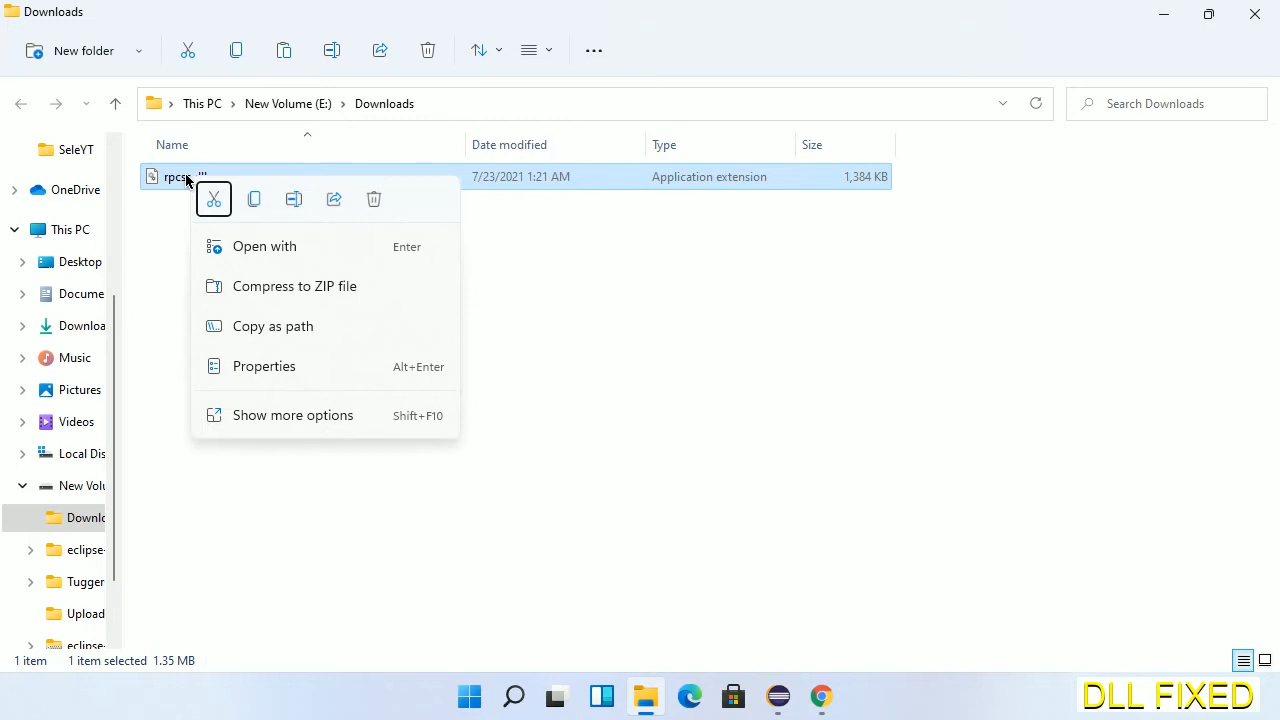 Downloads
New folder
This PC
New Volume (E:)
Downloads
Search Downloads
Name
Date modified
Type
Size
7/23/2021 1:21 AM
Application extension
1,384 KB
SeleYT
OneDrive
This PC
Desktop
Docume
Downloa
Music
Pictures
Videos
Local Dis
New Volu
Downlo
eclipse-
Tugger
Upload
eclipse-
Open with Enter
Compress to ZIP file
Copy as path
Properties Alt+Enter
Show more options Shift+F10
1 item 1 item selected 1.35 MB
DLL FIXED